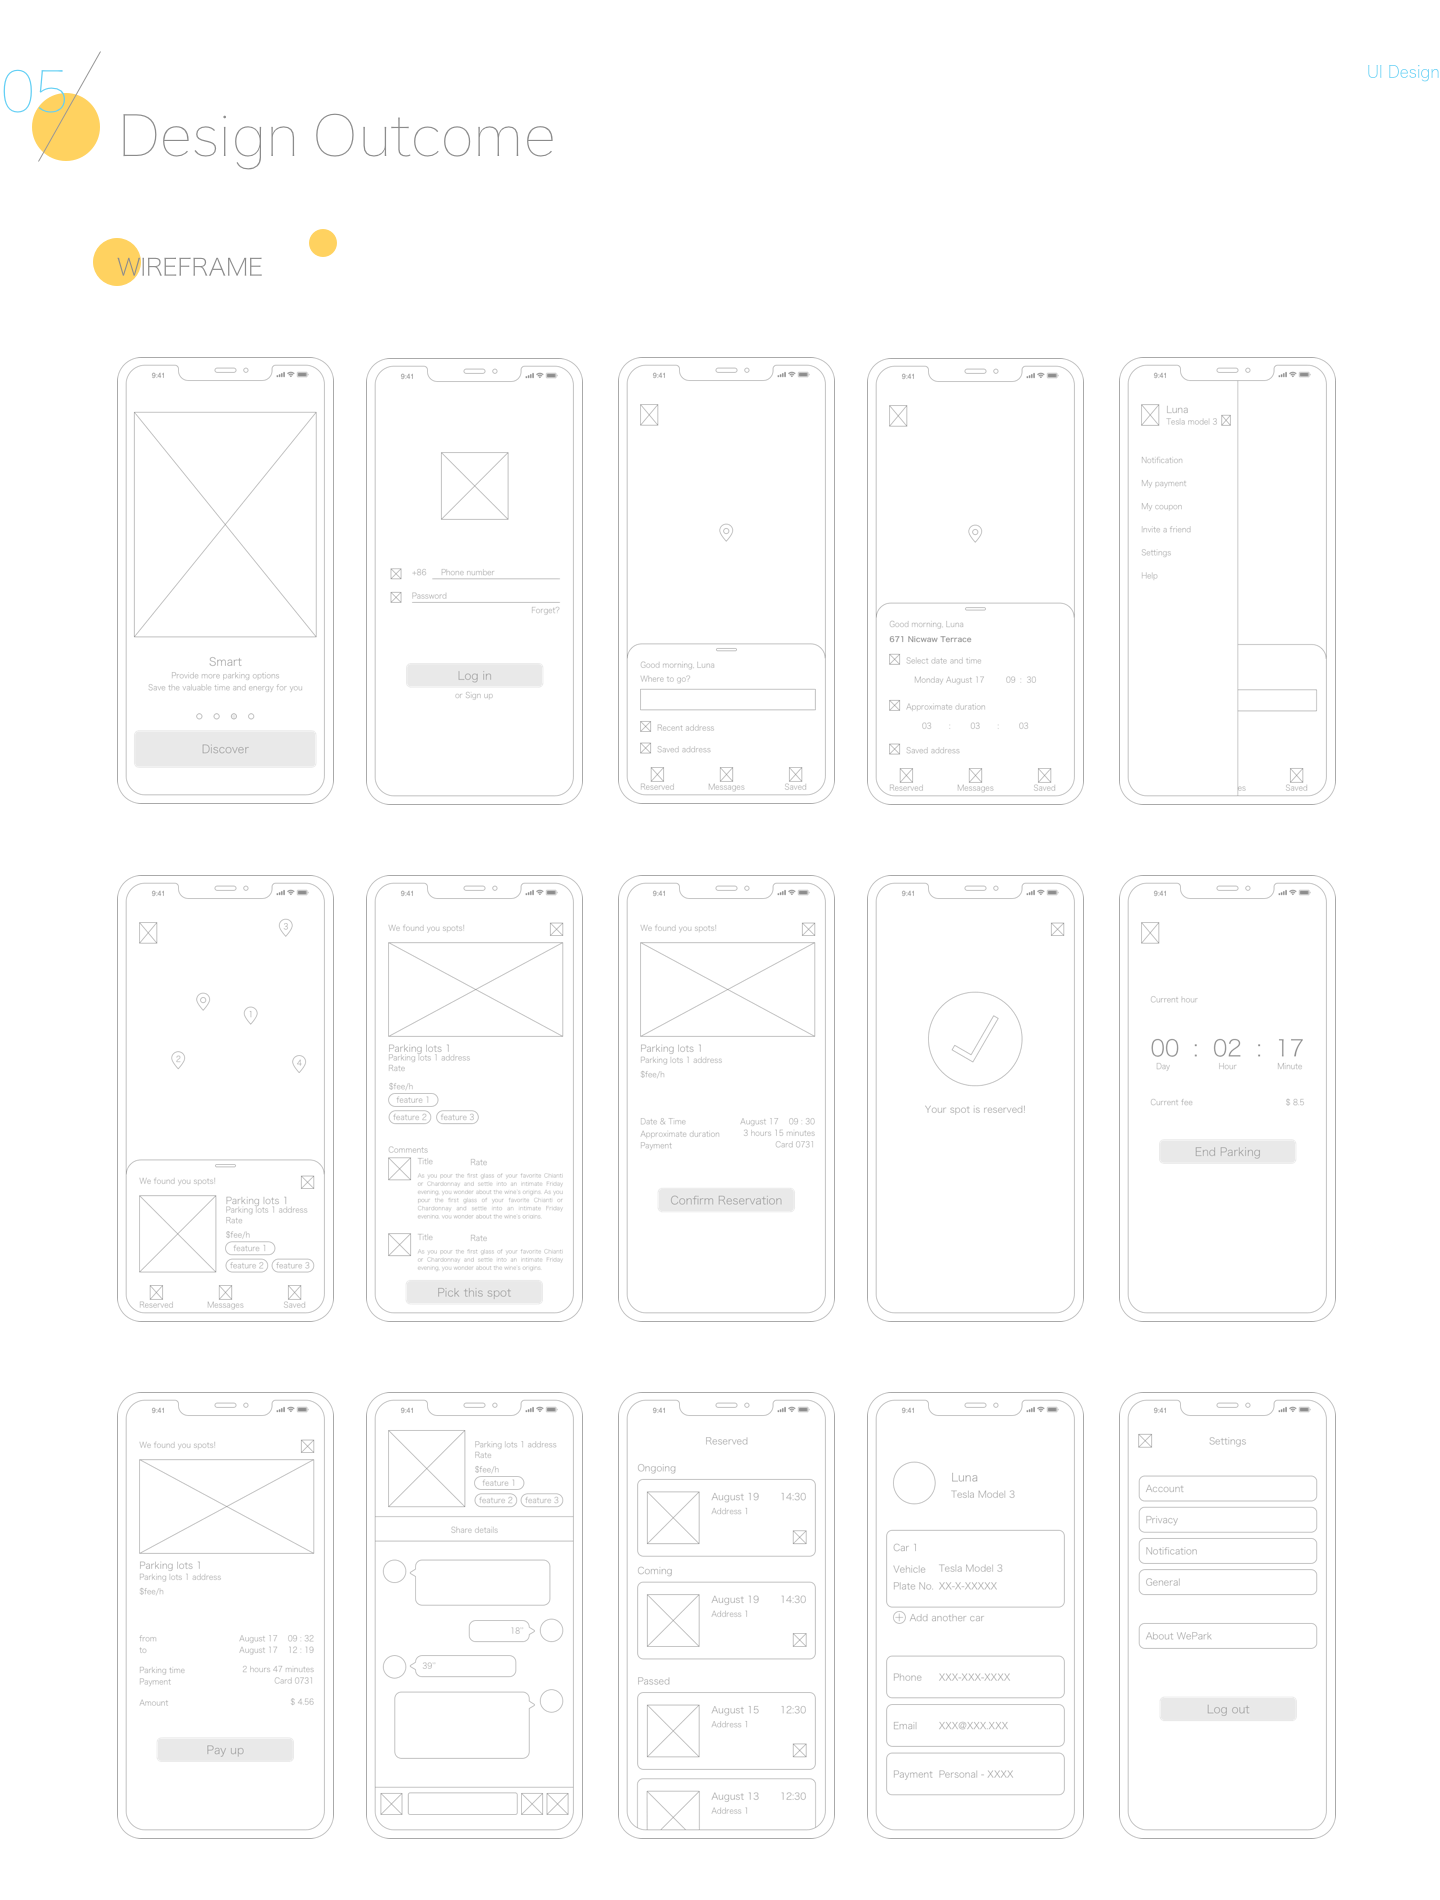 05
UI Design
Design Outcome
WIREFRAME
9:41
Smart
Provide more parking options
Save the valuable time and energy for you
Discover
9:41
+86 Phone number
Password
Forget?
Log in
or Sign up
9:41
Good morning, Luna
Where to go?
Recent address
Saved address
Reserved Messages Saved
9:41
Good morning, Luna
671 Nicwaw Terrace
Select date and time
Monday August 17 09 : 30
Approximate duration
03 : 03 : 03
Saved address
Reserved Messages Saved
9:41
Luna
Tesla model 3
Notification
My payment
My coupon
Invite a friend
Settings
Help
es Saved
9:41
3
1
2
4
We found you spots!
Parking lots 1
Parking lots 1 address
Rate
$fee/h
feature 1
feature 2 feature 3
Reserved Messages Saved
9:41
We found you spots!
Parking lots 1
Parking lots 1 address
Rate
$fee/h
feature 1
feature 2 feature 3
Comments
Title Rate
As you pour the first glass of your favorite Chianti
or Chardonnay and settle into an intimate Friday
evening, you wonder about the wine's origins. As you
pour the first glass of your favorite Chianti or
Chardonnay and settle into an intimate Friday
evening, you wonder about the wine's origins.
Title Rate
As you pour the first glass of your favorite Chianti
or Chardonnay and settle into an intimate Friday
evening, you wonder about the wine's origins.
Pick this spot
9:41
We found you spots!
Parking lots 1
Parking lots 1 address
$fee/h
Date & Time August 17 09 : 30
Approximate duration 3 hours 15 minutes
Payment Card 0731
Confirm Reservation
9:41
Your spot is reserved!
9:41
Current hour
00 : 02 : 17
Day Hour Minute
Current fee $ 8.5
End Parking
9:41
We found you spots!
Parking lots 1
Parking lots 1 address
$fee/h
from August 17 09 : 32
to August 17 12 : 19
Parking time 2 hours 47 minutes
Payment Card 0731
Amount $ 4.56
Pay up
9:41
Parking lots 1 address
Rate
$fee/h
feature 1
feature 2 feature 3
Share details
18''
39''
9:41
Reserved
Ongoing
August 19 14:30
Address 1
Coming
August 19 14:30
Address 1
Passed
August 15 12:30
Address 1
August 13 12:30
Address 1
9:41
Luna
Tesla Model 3
Car 1
Vehicle Tesla Model 3
Plate No. XX-X-XXXXX
Add another car
Phone XXX-XXX-XXXX
Email XXX@XXX.XXX
Payment Personal - XXXX
9:41
Settings
Account
Privacy
Notification
General
About WePark
Log out